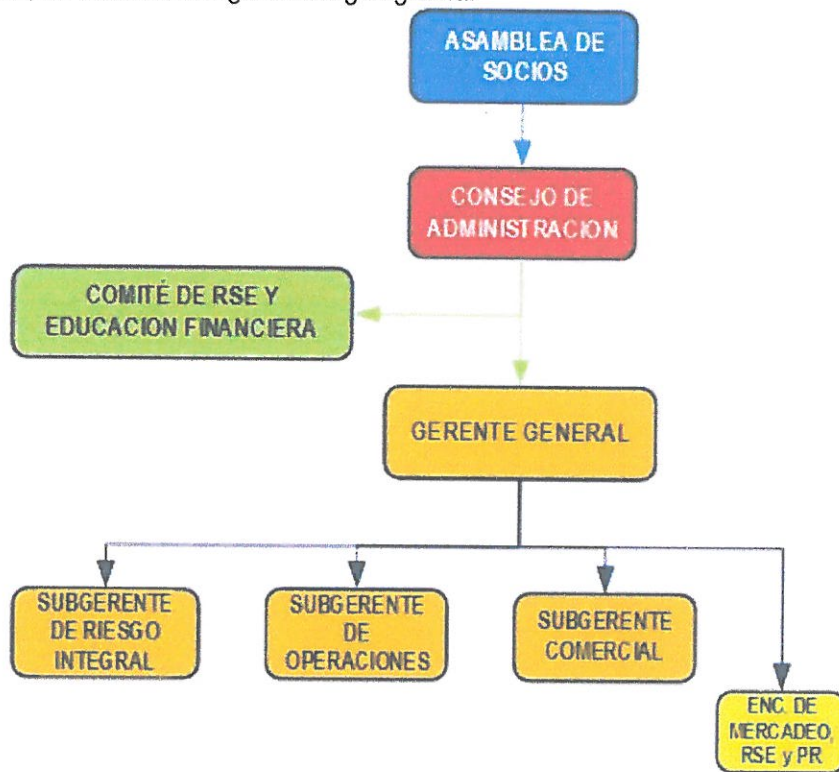 ASAMBLEA DE
SOCIOS
CONSEJO DE
ADMINISTRACION
COMITÉ DE RSE Y
EDUCACION FINANCIERA
GERENTE GENERAL
SUBGERENTE
DE RIESGO
INTEGRAL
SUBGERENTE
DE
OPERACIONES
SUBGERENTE
COMERCIAL
ENC. DE
MERCADEO,
RSE y PR